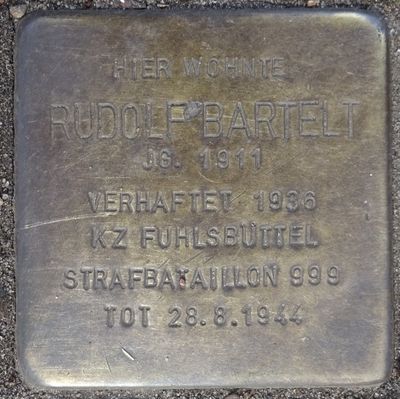 HIER WOHNTE
RUDOLF BARTELT
JG. 1911
VERHAFTET 1936
KZ FUHLSBÜTTEL
STRAFBATAILLON 999
TOT 28.8.1944